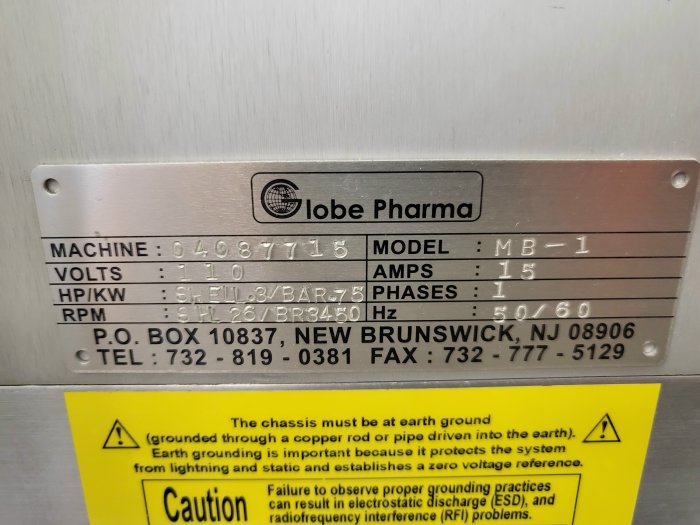 Globe Pharma
MACHINE : 04087715 MODEL : MB-1
VOLTS : 110 AMPS : 15
HP/KW : SHELL.3/BAR.75 PHASES : 1
RPM : SHL 26/BR3450 Hz : 50/60
P.O. BOX 10837, NEW BRUNSWICK, NJ 08906
TEL : 732 - 819 - 0381 FAX : 732 - 777 - 5129
The chassis must be at earth ground
(grounded through a copper rod or pipe driven into the earth).
Earth grounding is important because it protects the system
from lightning and static and establishes a zero voltage reference.
Caution
Failure to observe proper grounding practices
can result in electrostatic discharge (ESD), and
radiofrequency interference (RFI) problems.